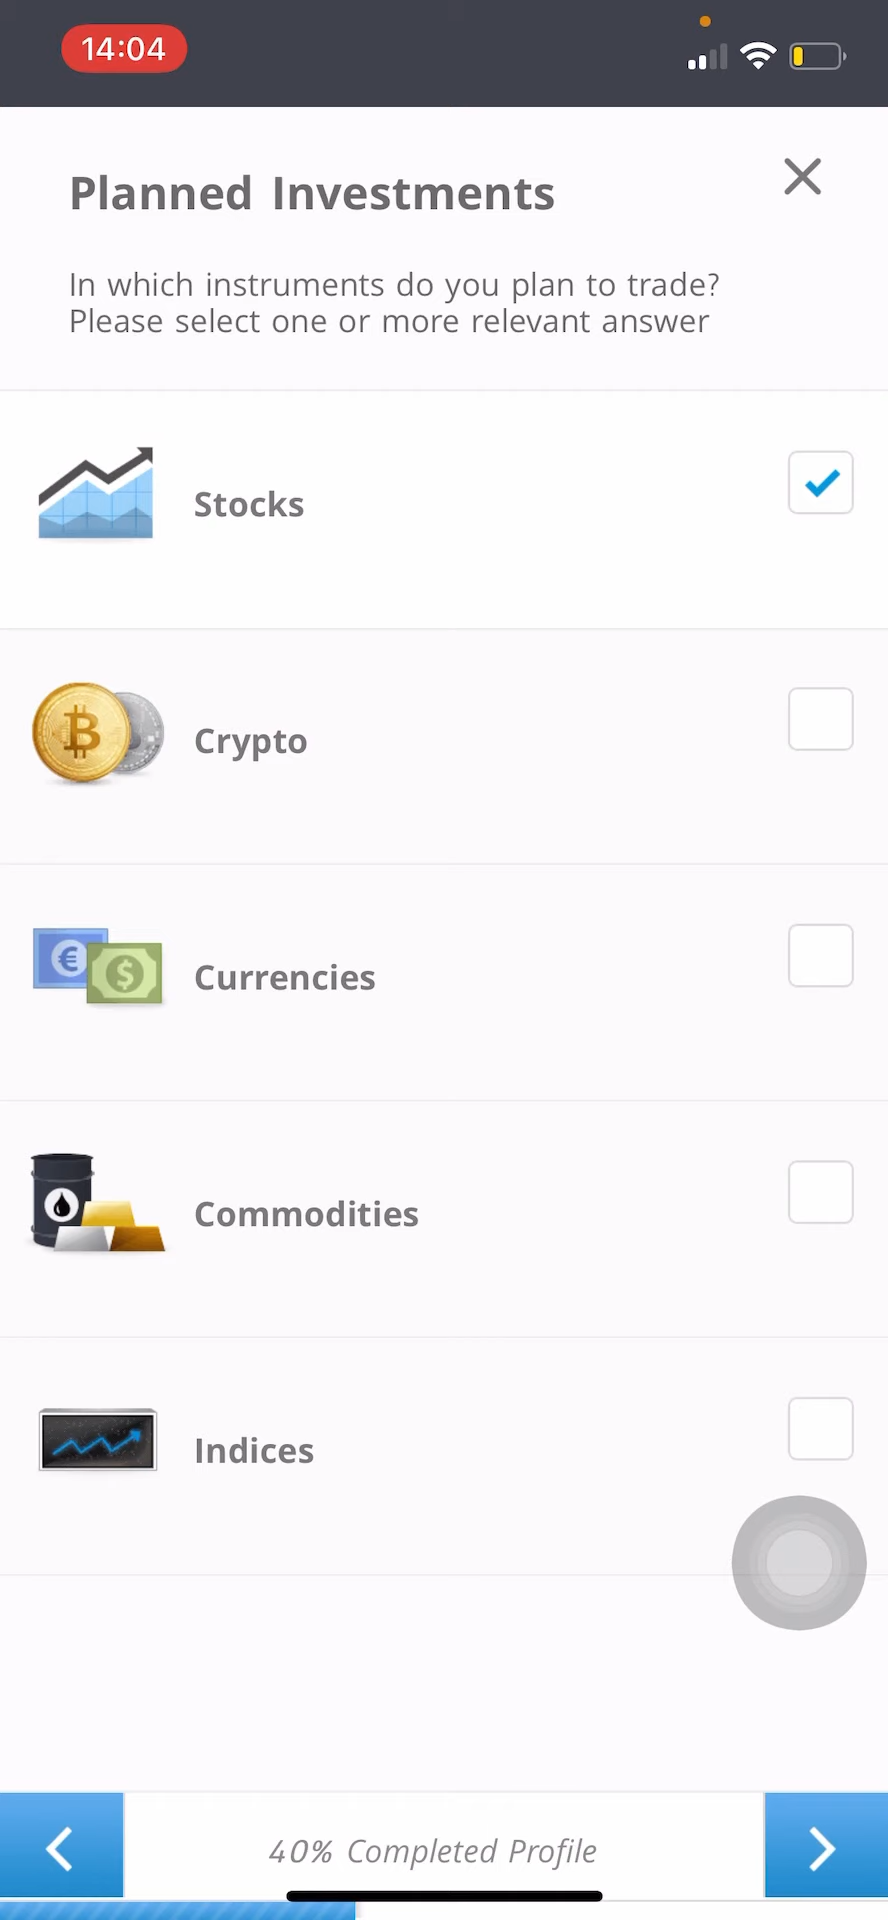 14:04
Planned Investments
In which instruments do you plan to trade?
Please select one or more relevant answer
Stocks
Crypto
Currencies
Commodities
Indices
40% Completed Profile